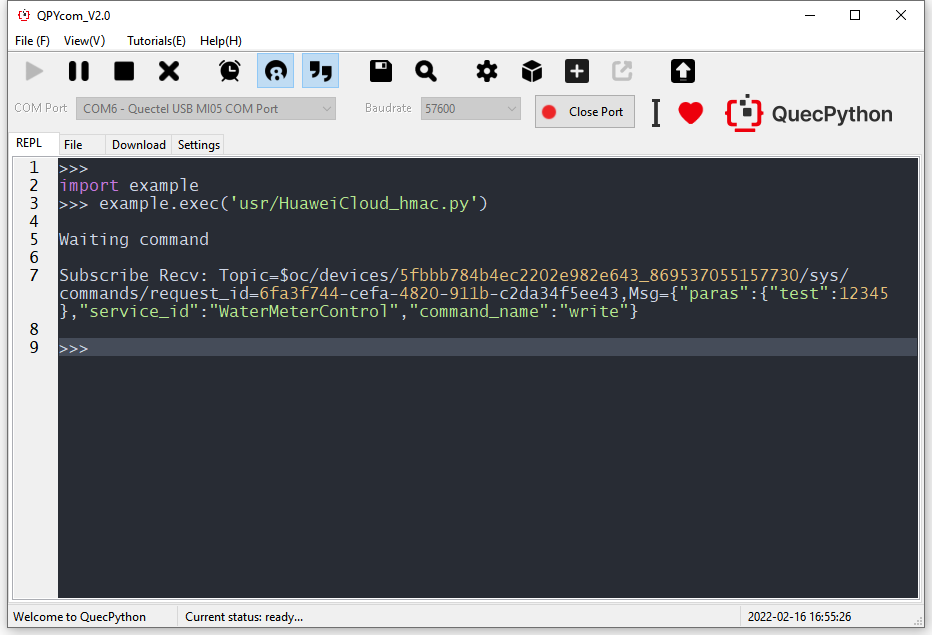 QPYcom_V2.0
File (F) View(V) Tutorials(E) Help(H)
COM Port COM6 - Quectel USB MI05 COM Port Baudrate 57600 Close Port QuecPython
REPL File Download Settings
1 >>>
2 import example
3 >>> example.exec('usr/HuaweiCloud_hmac.py')
4
5 Waiting command
6
7 Subscribe Recv: Topic=$oc/devices/5fbbb784b4ec2202e982e643_869537055157730/sys/
commands/request_id=6fa3f744-cefa-4820-911b-c2da34f5ee43,Msg={"paras":{"test":12345
},"service_id":"WaterMeterControl","command_name":"write"}
8
9 >>>
Welcome to QuecPython Current status: ready... 2022-02-16 16:55:26